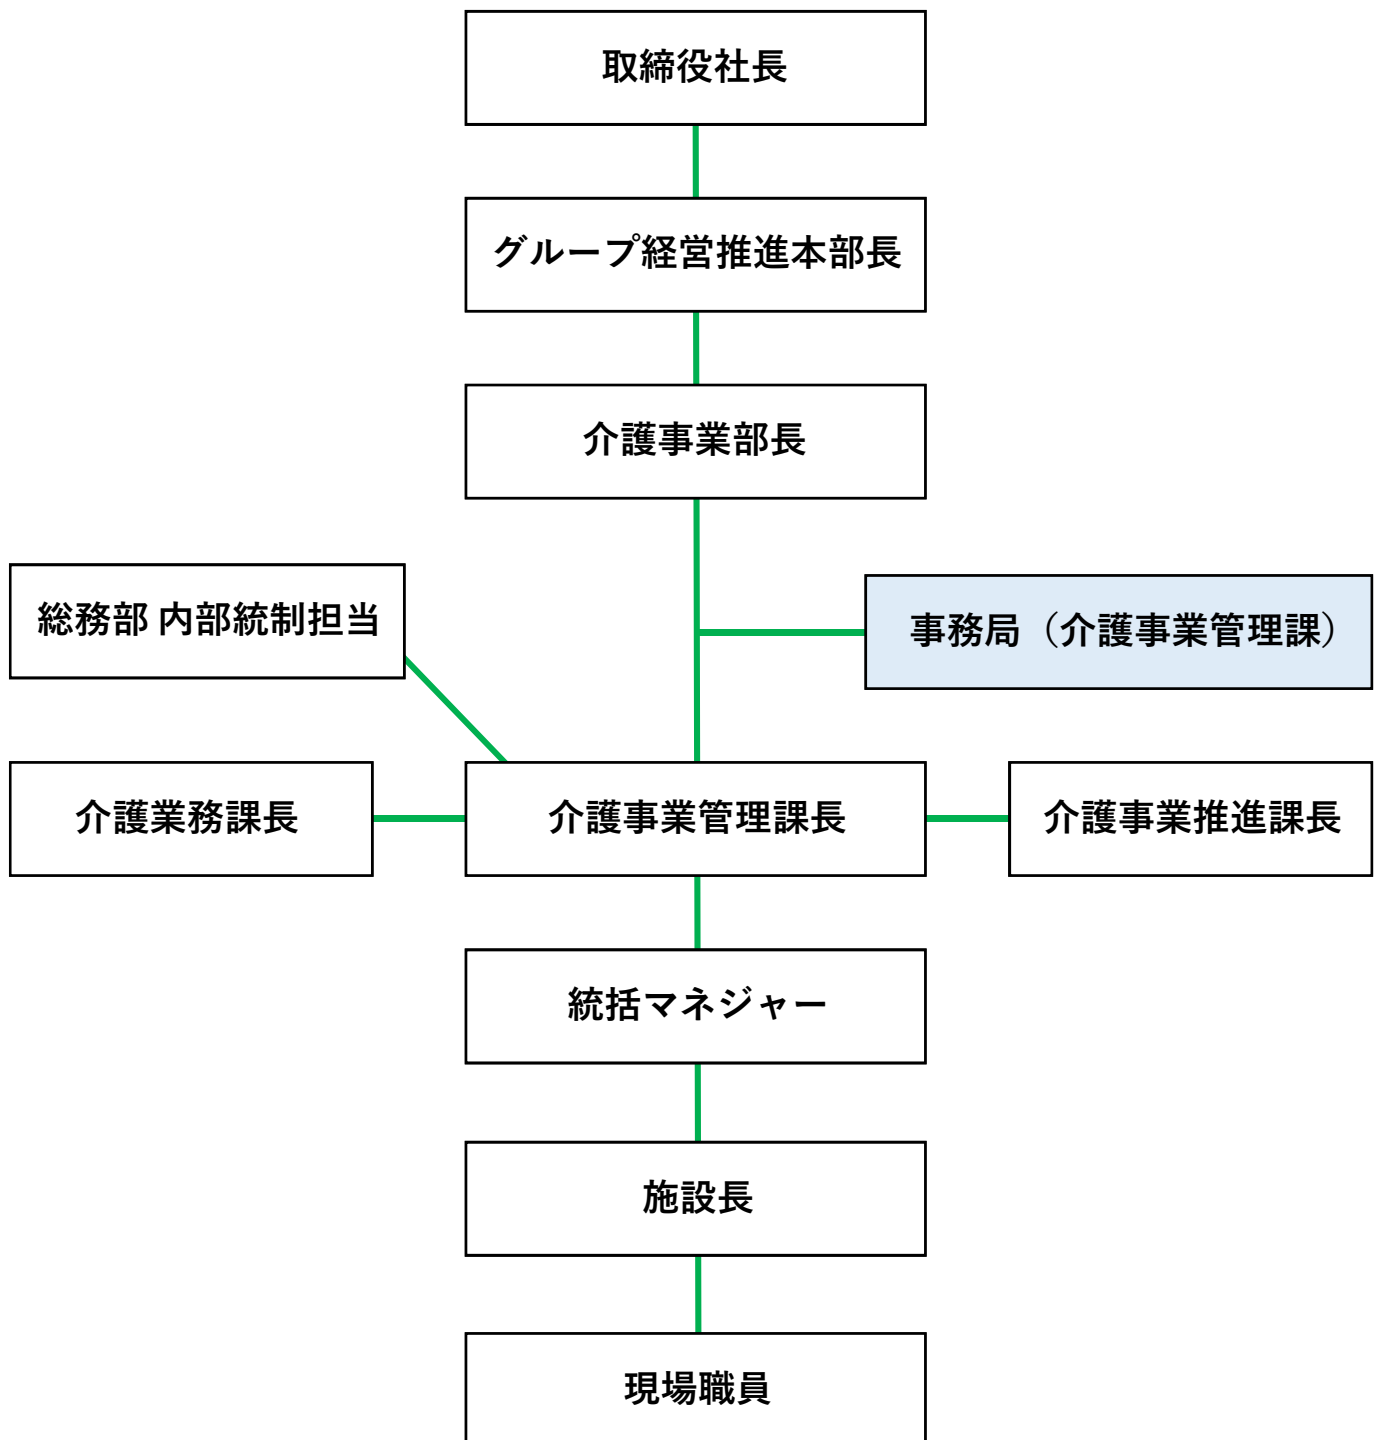 取締役社長
グループ経営推進本部長
介護事業部長
総務部 内部統制担当
事務局（介護事業管理課）
介護業務課長
介護事業管理課長
介護事業推進課長
統括マネジャー
施設長
現場職員